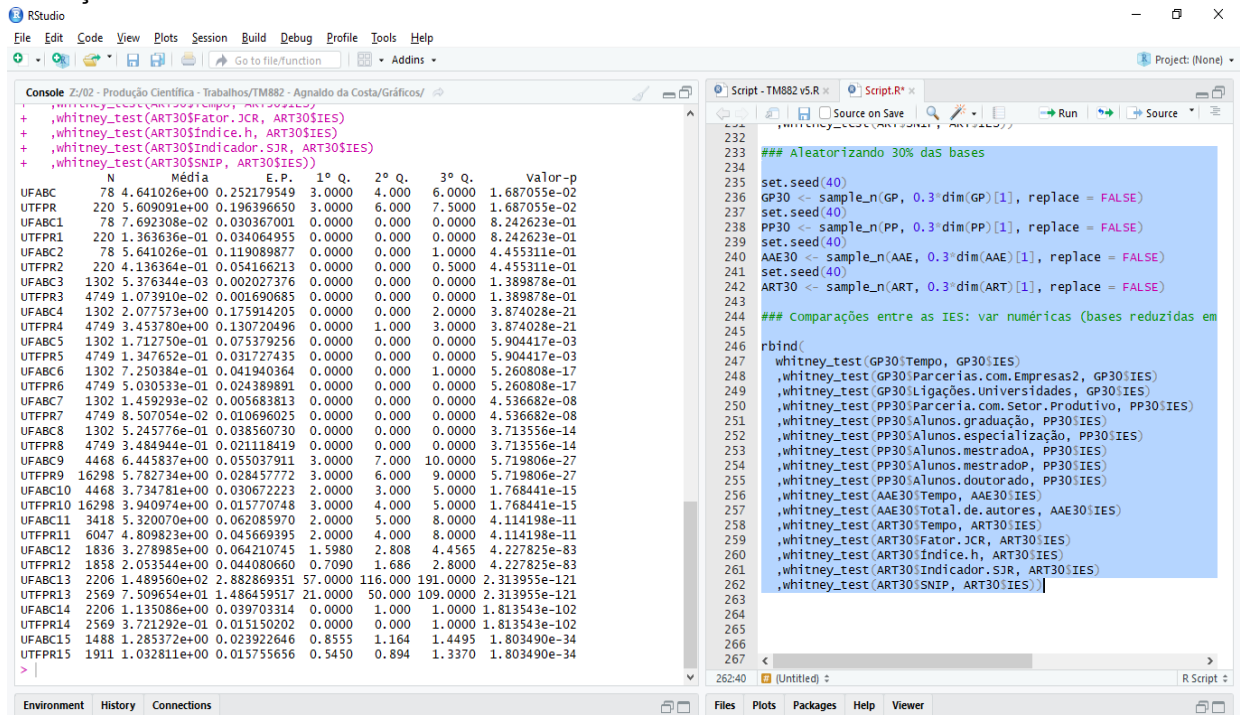 RStudio
File Edit Code View Plots Session Build Debug Profile Tools Help
Go to file/function Addins Project: (None)
Console Z:/02 - Produção Científica - Trabalhos/TM882 - Agnaldo da Costa/Gráficos/
+ ,whitney_test(ART30$Tempo, ART30$IES)
+ ,whitney_test(ART30$Fator.JCR, ART30$IES)
+ ,whitney_test(ART30$Índice.h, ART30$IES)
+ ,whitney_test(ART30$Indicador.SJR, ART30$IES)
+ ,whitney_test(ART30$SNIP, ART30$IES))
N Média E.P. 1º Q. 2º Q. 3º Q. Valor-p
UFABC 78 4.641026e+00 0.252179549 3.0000 4.000 6.0000 1.687055e-02
UTFPR 220 5.609091e+00 0.196396650 3.0000 6.000 7.5000 1.687055e-02
UFABC1 78 7.692308e-02 0.030367001 0.0000 0.000 0.0000 8.242623e-01
UTFPR1 220 1.363636e-01 0.034064955 0.0000 0.000 0.0000 8.242623e-01
UFABC2 78 5.641026e-01 0.119089877 0.0000 0.000 1.0000 4.455311e-01
UTFPR2 220 4.136364e-01 0.054166213 0.0000 0.000 0.5000 4.455311e-01
UFABC3 1302 5.376344e-03 0.002027376 0.0000 0.000 0.0000 1.389878e-01
UTFPR3 4749 1.073910e-02 0.001690685 0.0000 0.000 0.0000 1.389878e-01
UFABC4 1302 2.077573e+00 0.175914205 0.0000 0.000 2.0000 3.874028e-21
UTFPR4 4749 3.453780e+00 0.130720496 0.0000 1.000 3.0000 3.874028e-21
UFABC5 1302 1.712750e-01 0.075379256 0.0000 0.000 0.0000 5.904417e-03
UTFPR5 4749 1.347652e-01 0.031727435 0.0000 0.000 0.0000 5.904417e-03
UFABC6 1302 7.250384e-01 0.041940364 0.0000 0.000 1.0000 5.260808e-17
UTFPR6 4749 5.030533e-01 0.024389891 0.0000 0.000 0.0000 5.260808e-17
UFABC7 1302 1.459293e-02 0.005683813 0.0000 0.000 0.0000 4.536682e-08
UTFPR7 4749 8.507054e-02 0.010696025 0.0000 0.000 0.0000 4.536682e-08
UFABC8 1302 5.245776e-01 0.038560730 0.0000 0.000 0.0000 3.713556e-14
UTFPR8 4749 3.484944e-01 0.021118419 0.0000 0.000 0.0000 3.713556e-14
UFABC9 4468 6.445837e+00 0.055037911 3.0000 7.000 10.0000 5.719806e-27
UTFPR9 16298 5.782734e+00 0.028457772 3.0000 6.000 9.0000 5.719806e-27
UFABC10 4468 3.734781e+00 0.030672223 2.0000 3.000 5.0000 1.768441e-15
UTFPR10 16298 3.940974e+00 0.015770748 3.0000 4.000 5.0000 1.768441e-15
UFABC11 3418 5.320070e+00 0.062085970 2.0000 5.000 8.0000 4.114198e-11
UTFPR11 6047 4.809823e+00 0.045669395 2.0000 4.000 8.0000 4.114198e-11
UFABC12 1836 3.278985e+00 0.064210745 1.5980 2.808 4.4565 4.227825e-83
UTFPR12 1858 2.053544e+00 0.044080660 0.7090 1.686 2.8000 4.227825e-83
UFABC13 2206 1.489560e+02 2.882869351 57.0000 116.000 191.0000 2.313955e-121
UTFPR13 2569 7.509654e+01 1.486459517 21.0000 50.000 109.0000 2.313955e-121
UFABC14 2206 1.135086e+00 0.039703314 0.0000 1.000 1.0000 1.813543e-102
UTFPR14 2569 3.721292e-01 0.015150202 0.0000 0.000 1.0000 1.813543e-102
UFABC15 1488 1.285372e+00 0.023922646 0.8555 1.164 1.4495 1.803490e-34
UTFPR15 1911 1.032811e+00 0.015755656 0.5450 0.894 1.3370 1.803490e-34
>
Environment History Connections
Script - TM882 v5.R Script.R*
Source on Save Run Source
231 ,whitney_test(ART$SNIP, ART$IES))
232
233 ### Aleatorizando 30% das bases
234
235 set.seed(40)
236 GP30 <- sample_n(GP, 0.3*dim(GP)[1], replace = FALSE)
237 set.seed(40)
238 PP30 <- sample_n(PP, 0.3*dim(PP)[1], replace = FALSE)
239 set.seed(40)
240 AAE30 <- sample_n(AAE, 0.3*dim(AAE)[1], replace = FALSE)
241 set.seed(40)
242 ART30 <- sample_n(ART, 0.3*dim(ART)[1], replace = FALSE)
243
244 ### Comparações entre as IES: var numéricas (bases reduzidas em
245
246 rbind(
247 whitney_test(GP30$Tempo, GP30$IES)
248 ,whitney_test(GP30$Parcerias.com.Empresas2, GP30$IES)
249 ,whitney_test(GP30$Ligações.Universidades, GP30$IES)
250 ,whitney_test(PP30$Parceria.com.Setor.Produtivo, PP30$IES)
251 ,whitney_test(PP30$Alunos.graduação, PP30$IES)
252 ,whitney_test(PP30$Alunos.especialização, PP30$IES)
253 ,whitney_test(PP30$Alunos.mestradoA, PP30$IES)
254 ,whitney_test(PP30$Alunos.mestradoP, PP30$IES)
255 ,whitney_test(PP30$Alunos.doutorado, PP30$IES)
256 ,whitney_test(AAE30$Tempo, AAE30$IES)
257 ,whitney_test(AAE30$Total.de.autores, AAE30$IES)
258 ,whitney_test(ART30$Tempo, ART30$IES)
259 ,whitney_test(ART30$Fator.JCR, ART30$IES)
260 ,whitney_test(ART30$Índice.h, ART30$IES)
261 ,whitney_test(ART30$Indicador.SJR, ART30$IES)
262 ,whitney_test(ART30$SNIP, ART30$IES))
263
264
265
266
267
262:40 (Untitled) R Script
Files Plots Packages Help Viewer